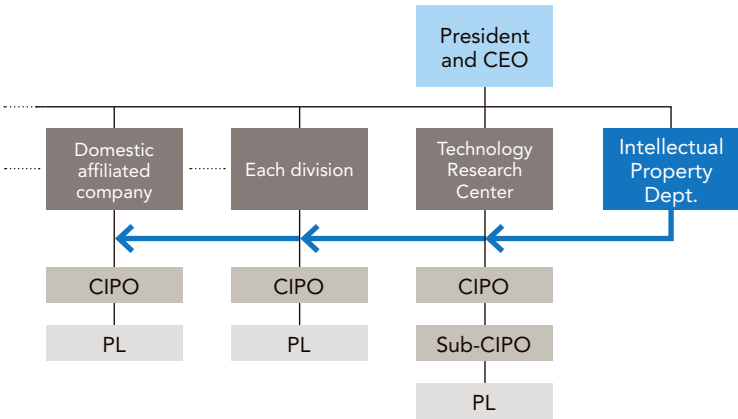 President
and CEO
Domestic
affiliated
company
Each division
Technology
Research
Center
Intellectual
Property
Dept.
CIPO
CIPO
CIPO
PL
PL
Sub-CIPO
PL